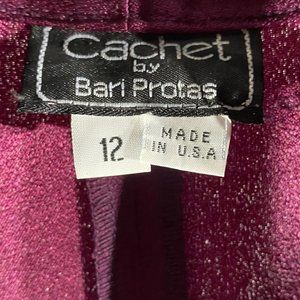 Cachet
by
Bari Protas
12
MADE
IN U.S.A